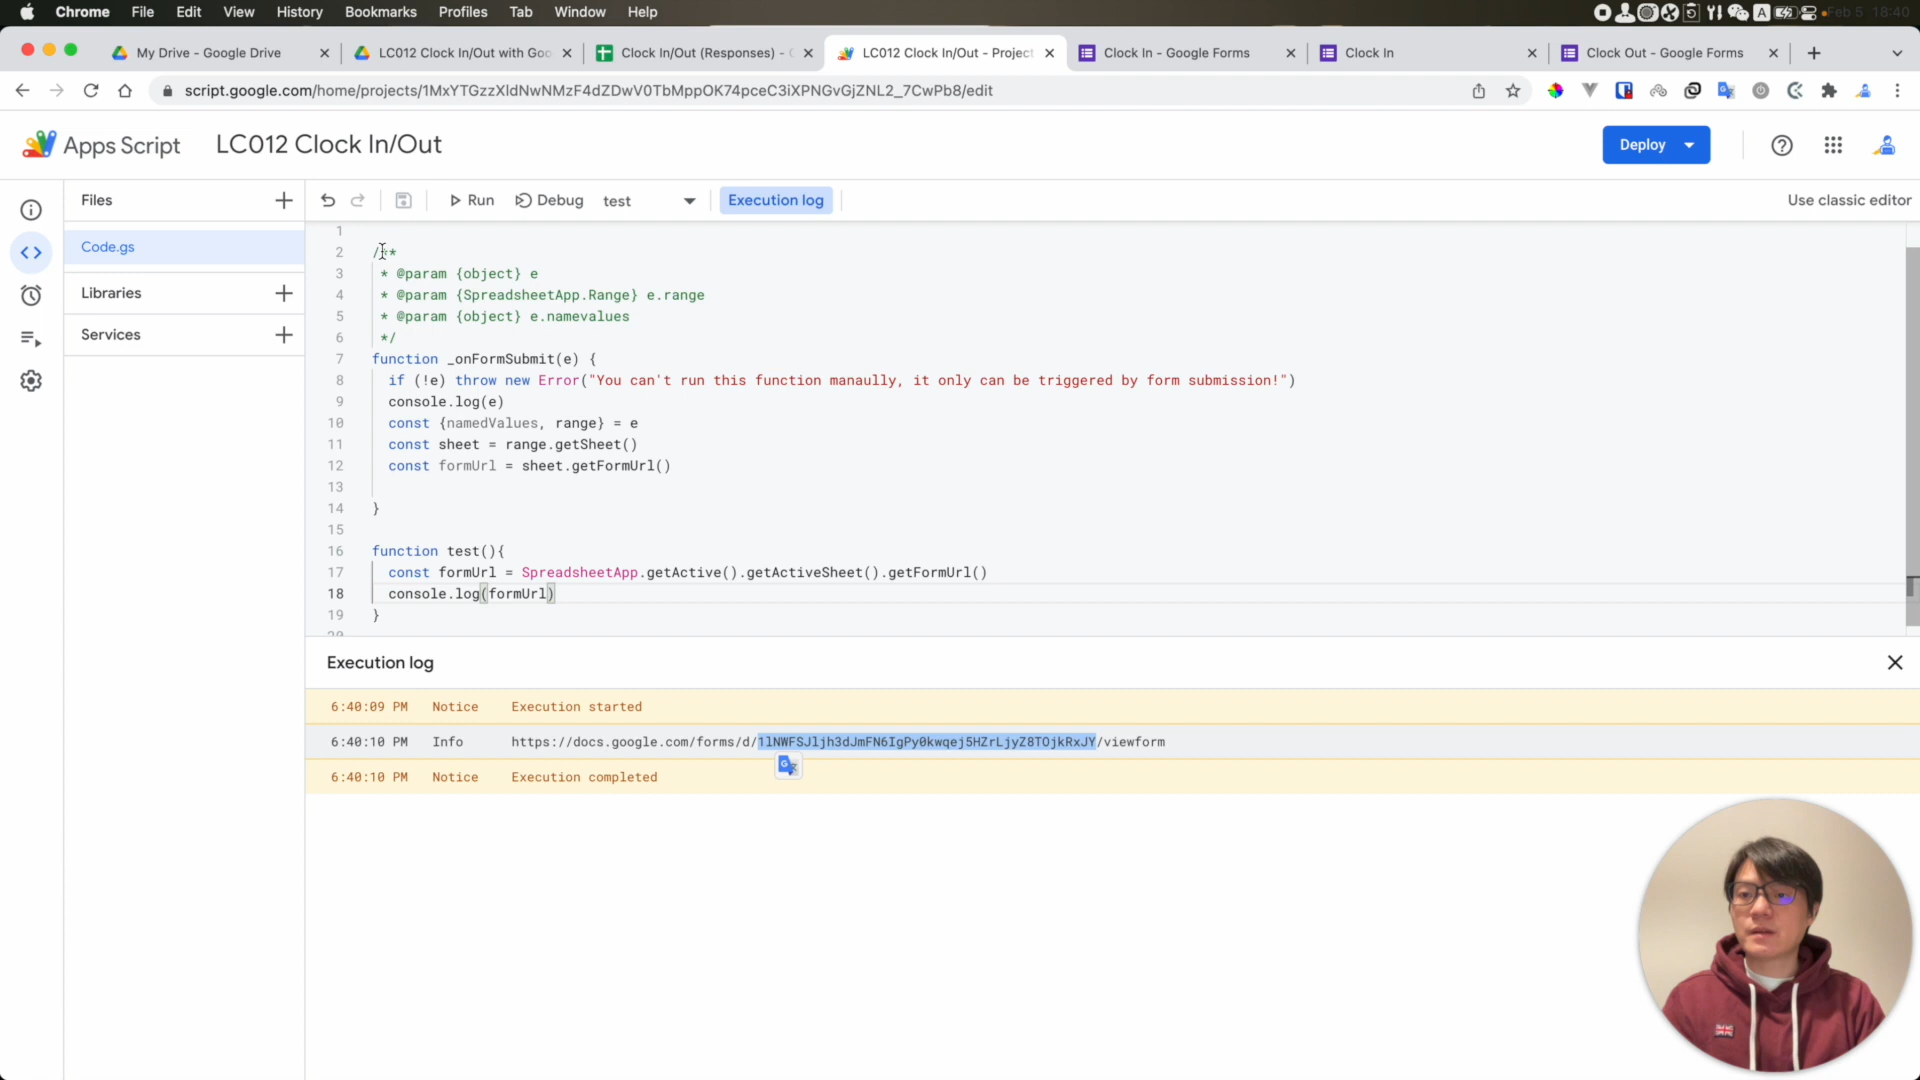 Chrome File Edit View History Bookmarks Profiles Tab Window Help
A Feb 5 18:40
My Drive - Google Drive
LC012 Clock In/Out with Goo
Clock In/Out (Responses) - G
LC012 Clock In/Out - Project
Clock In - Google Forms
Clock In
Clock Out - Google Forms
script.google.com/home/projects/1MxYTGzzXldNwNMzF4dZDwV0TbMppOK74pceC3iXPNGvGjZNL2_7CwPb8/edit
Apps Script
LC012 Clock In/Out
Deploy
Files
Run
Debug
test
Execution log
Use classic editor
Code.gs
Libraries
Services
1
2 /**
3 * @param {object} e
4 * @param {SpreadsheetApp.Range} e.range
5 * @param {object} e.namevalues
6 */
7 function _onFormSubmit(e) {
8 if (!e) throw new Error("You can't run this function manaully, it only can be triggered by form submission!")
9 console.log(e)
10 const {namedValues, range} = e
11 const sheet = range.getSheet()
12 const formUrl = sheet.getFormUrl()
13
14 }
15
16 function test(){
17 const formUrl = SpreadsheetApp.getActive().getActiveSheet().getFormUrl()
18 console.log(formUrl)
19 }
20
Execution log
6:40:09 PM Notice Execution started
6:40:10 PM Info https://docs.google.com/forms/d/1lNWFSJljh3dJmFN6IgPy0kwqej5HZrLjyZ8TOjkRxJY/viewform
6:40:10 PM Notice Execution completed